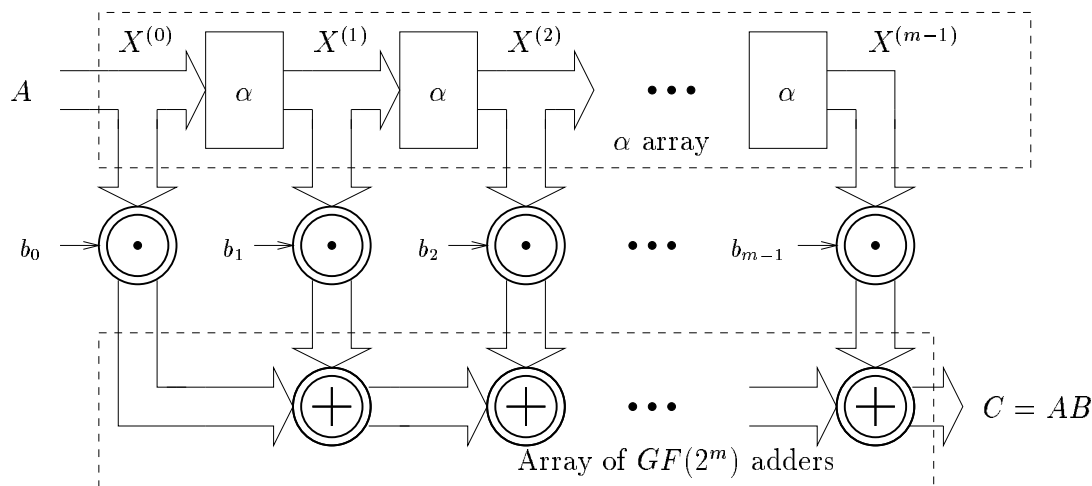 X^{(0)} X^{(1)} X^{(2)} X^{(m−1)}
A α α ••• α
α array
b_0 b_1 b_2 ••• b_{m−1}
••• C = AB
Array of GF(2^m) adders